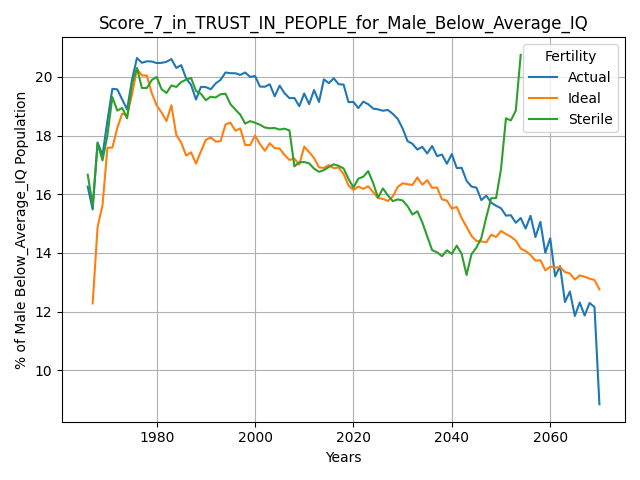 Score_7_in_TRUST_IN_PEOPLE_for_Male_Below_Average_IQ
Fertility
Actual
Ideal
Sterile
% of Male Below_Average_IQ Population
20
18
16
14
12
10
1980
2000
2020
2040
2060
Years